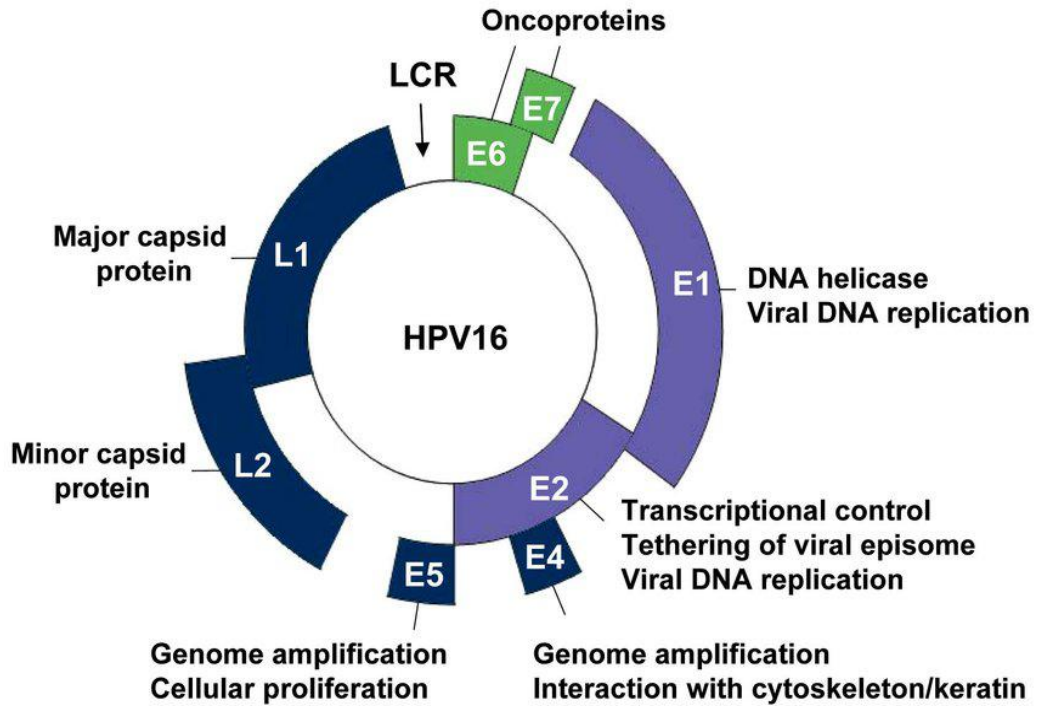 Oncoproteins
LCR
E7
E6
Major capsid
protein
L1
E1
DNA helicase
Viral DNA replication
HPV16
Minor capsid
protein
L2
E2
Transcriptional control
Tethering of viral episome
Viral DNA replication
E4
E5
Genome amplification
Cellular proliferation
Genome amplification
Interaction with cytoskeleton/keratin